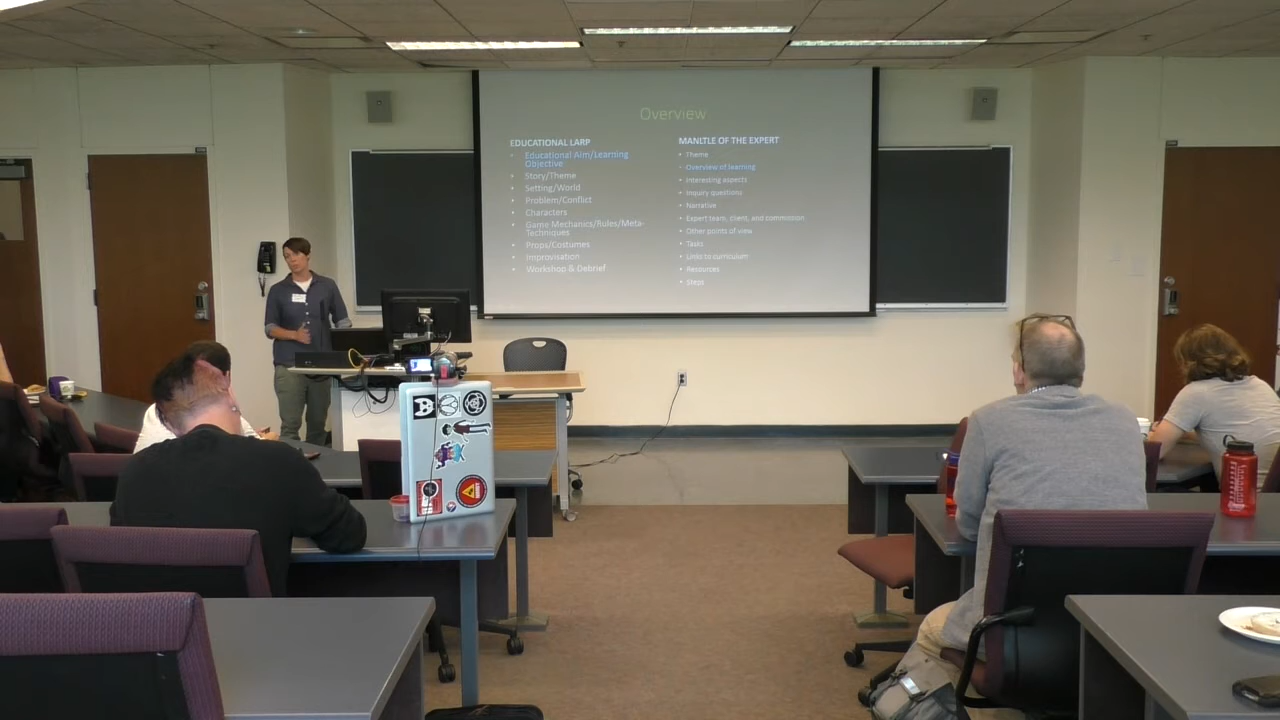 Overview
EDUCATIONAL LARP
• Educational Aim/Learning
Objective
• Story/Theme
• Setting/World
• Problem/Conflict
• Characters
• Game Mechanics/Rules/Meta-
Techniques
• Props/Costumes
• Improvisation
• Workshop & Debrief
MANTLE OF THE EXPERT
• Theme
• Overview of learning
• Interesting aspects
• Inquiry questions
• Narrative
• Expert team, client, and commission
• Other points of view
• Tasks
• Links to curriculum
• Resources
• Steps